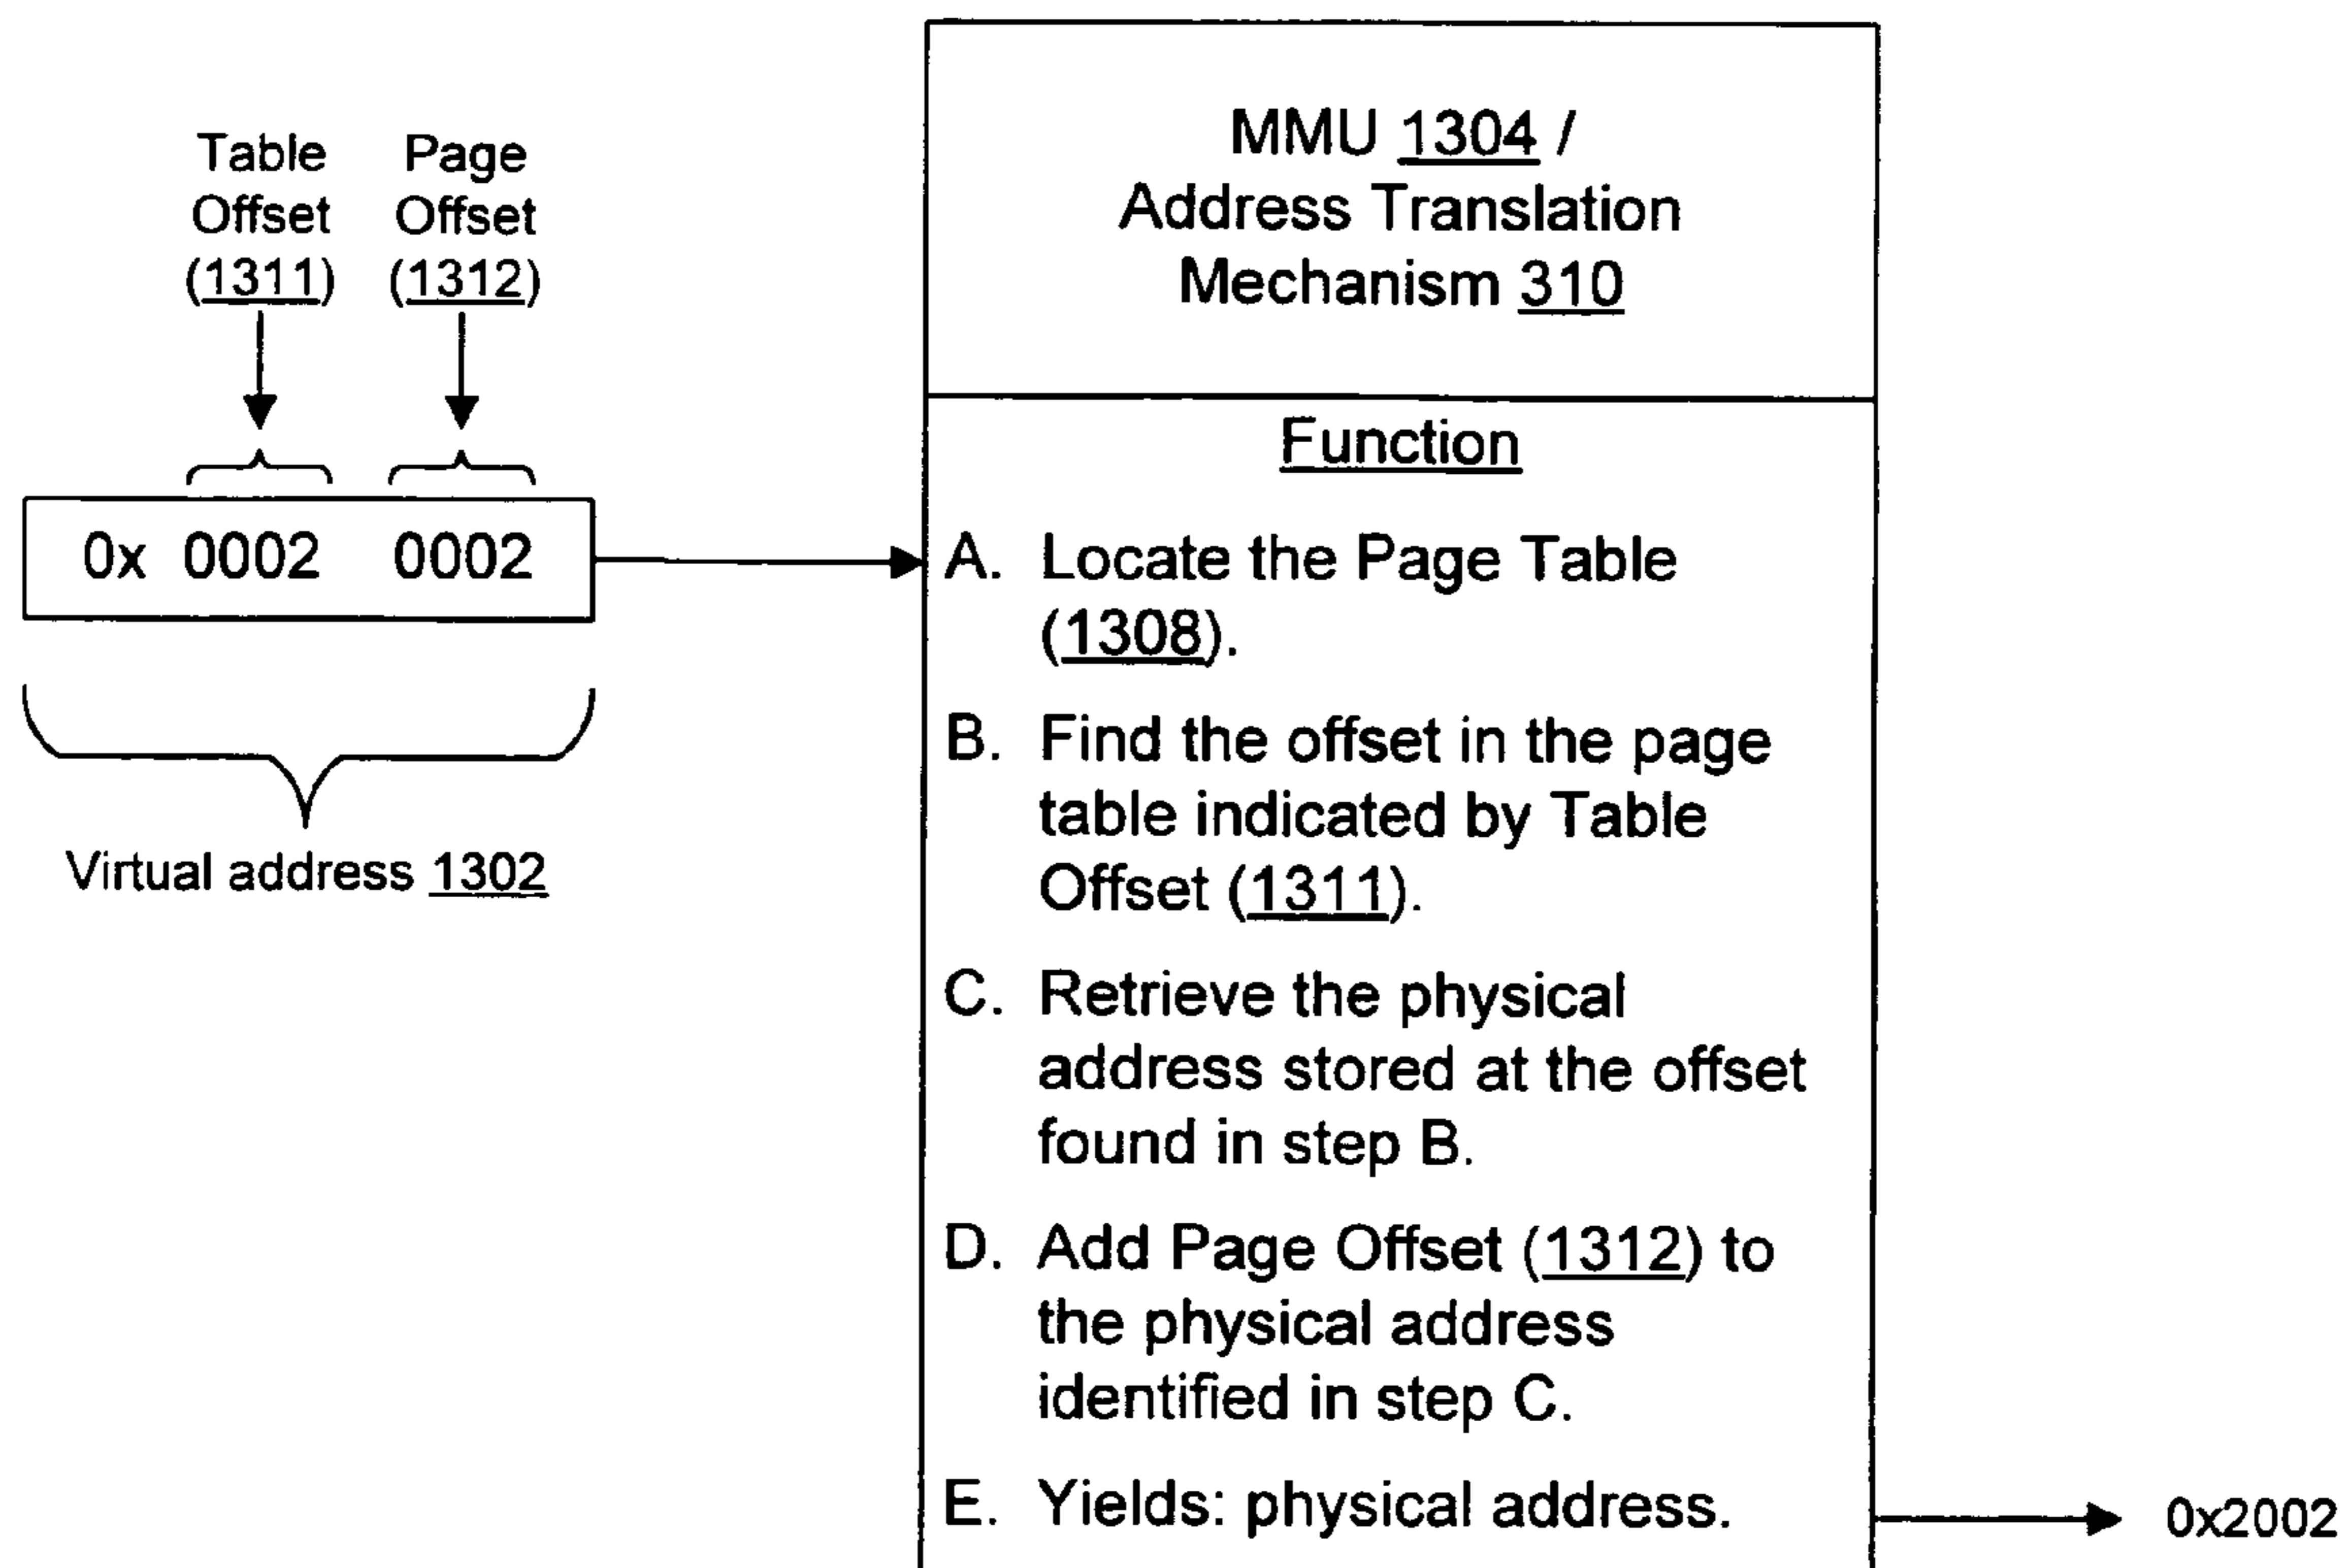 Table
Offset
(1311)
Page
Offset
(1312)
0x 0002 0002
Virtual address 1302
MMU 1304 /
Address Translation
Mechanism 310
Function
A. Locate the Page Table
(1308).
B. Find the offset in the page
table indicated by Table
Offset (1311).
C. Retrieve the physical
address stored at the offset
found in step B.
D. Add Page Offset (1312) to
the physical address
identified in step C.
E. Yields: physical address.
0x2002